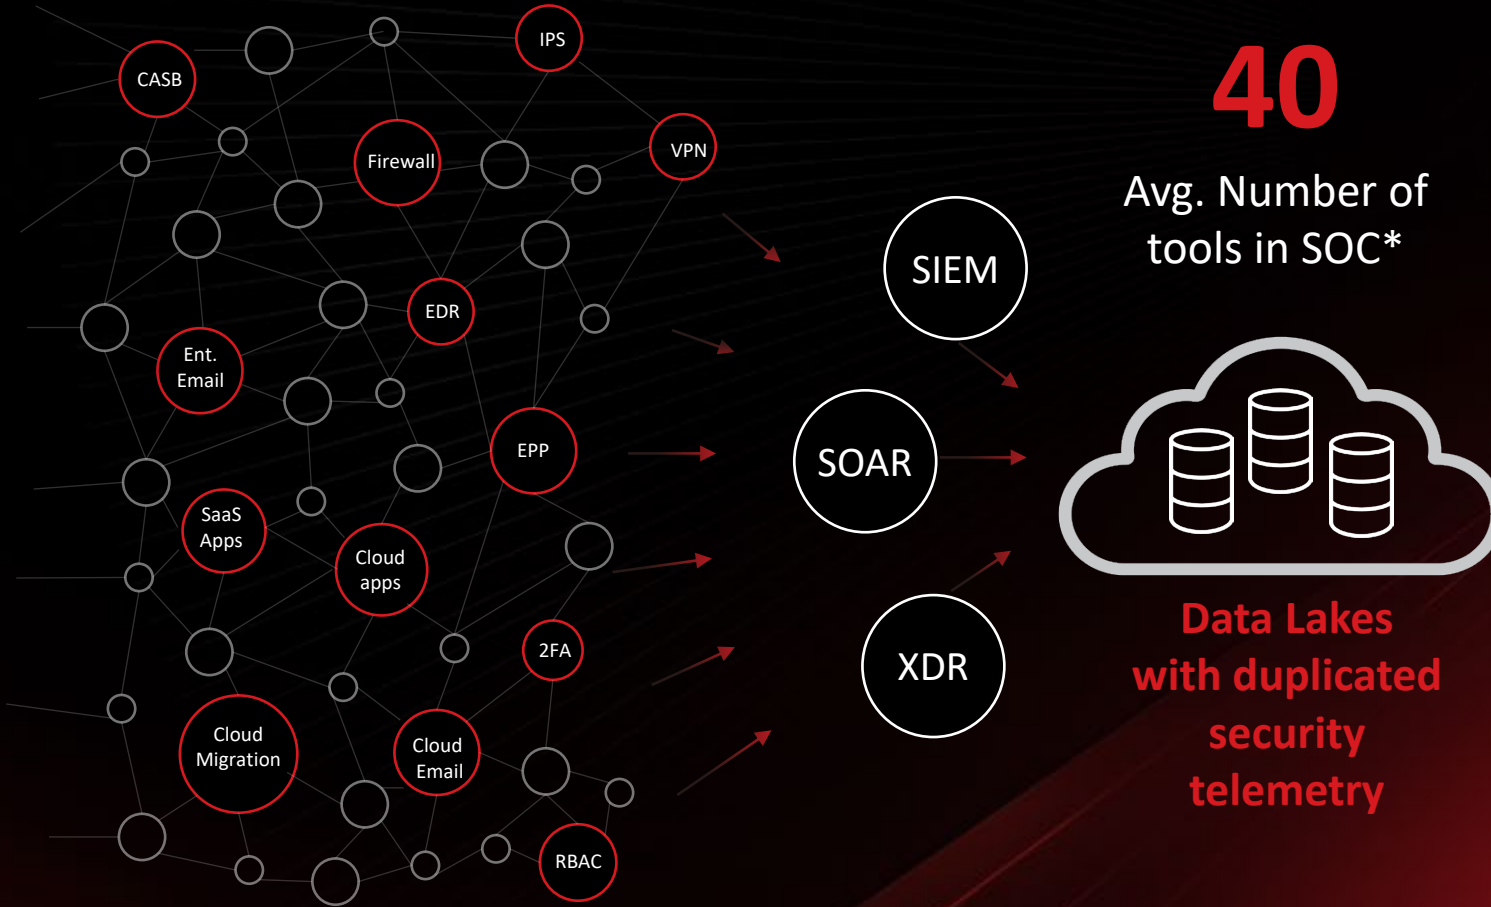 CASB
IPS
Firewall
VPN
EDR
Ent.
Email
EPP
SaaS
Apps
Cloud
apps
2FA
Cloud
Migration
Cloud
Email
RBAC
SIEM
SOAR
XDR
40
Avg. Number of
tools in SOC*
Data Lakes
with duplicated
security
telemetry